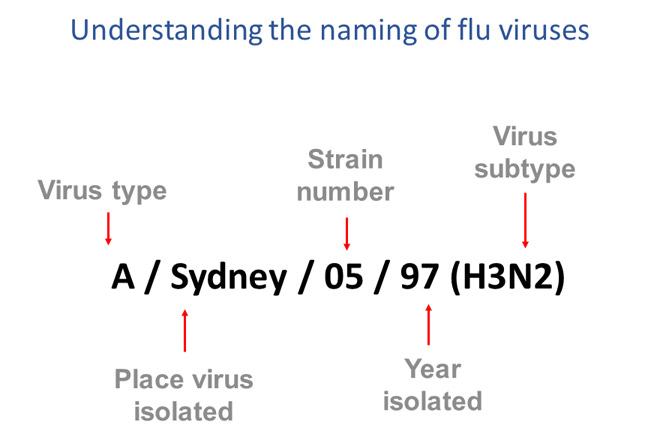 Understanding the naming of flu viruses
Virus
subtype
Strain
number
Virus type
A / Sydney / 05 / 97 (H3N2)
Place virus
isolated
Year
isolated